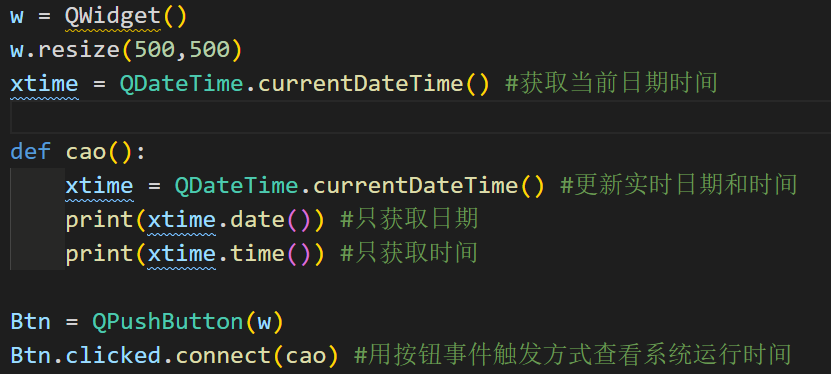 w = QWidget()
w.resize(500,500)
xtime = QDateTime.currentDateTime() #获取当前日期时间
def cao():
xtime = QDateTime.currentDateTime() #更新实时日期和时间
print(xtime.date()) #只获取日期
print(xtime.time()) #只获取时间
Btn = QPushButton(w)
Btn.clicked.connect(cao) #用按钮事件触发方式查看系统运行时间